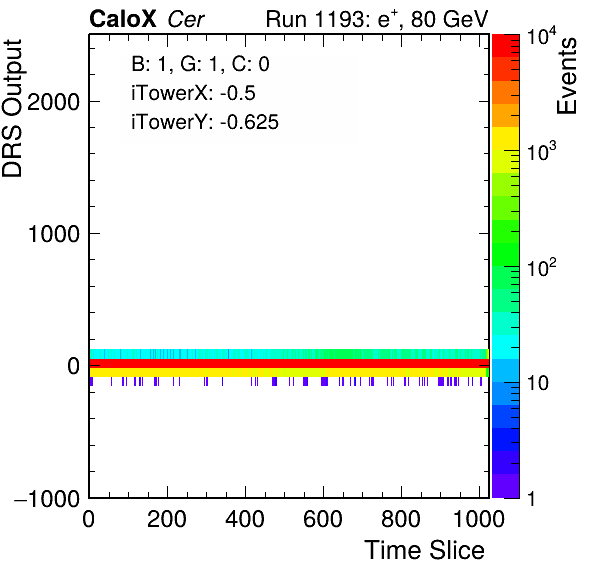 CaloX Cer Run 1193: e+, 80 GeV
B: 1, G: 1, C: 0
iTowerX: -0.5
iTowerY: -0.625
DRS Output
2000
1000
0
−1000
0 200 400 600 800 1000
Time Slice
Events
10^4
10^3
10^2
10
1